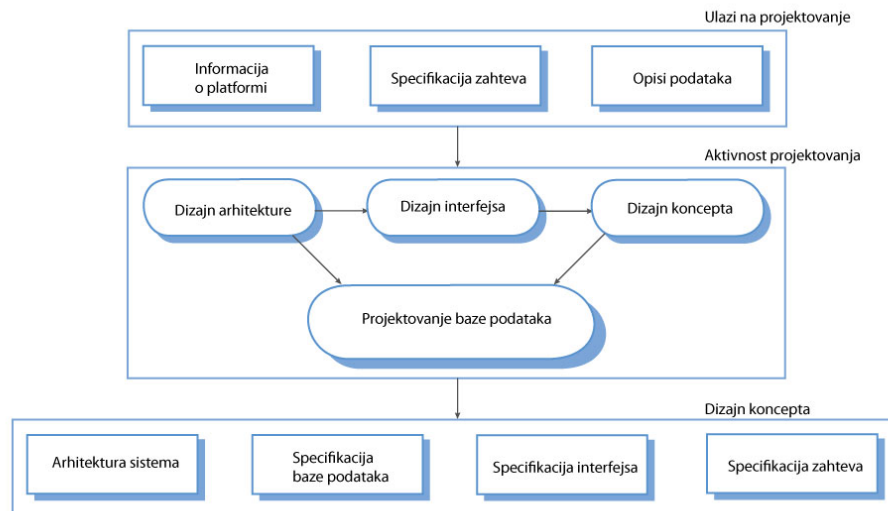 Ulazi na projektovanje
Informacija
o platformi
Specifikacija zahteva
Opisi podataka
Aktivnost projektovanja
Dizajn arhitekture
Dizajn interfejsa
Dizajn koncepta
Projektovanje baze podataka
Dizajn koncepta
Arhitektura sistema
Specifikacija
baze podataka
Specifikacija interfejsa
Specifikacija zahteva